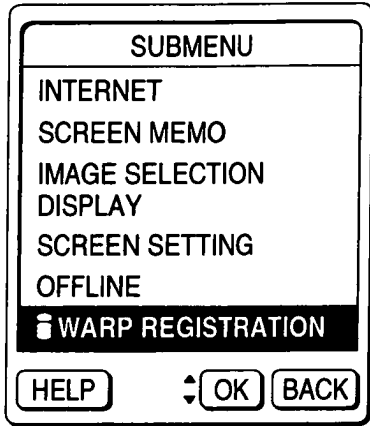 SUBMENU
INTERNET
SCREEN MEMO
IMAGE SELECTION
DISPLAY
SCREEN SETTING
OFFLINE
WARP REGISTRATION
HELP OK BACK